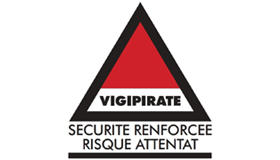 VIGIPIRATE
SECURITE RENFORCEE
RISQUE ATTENTAT